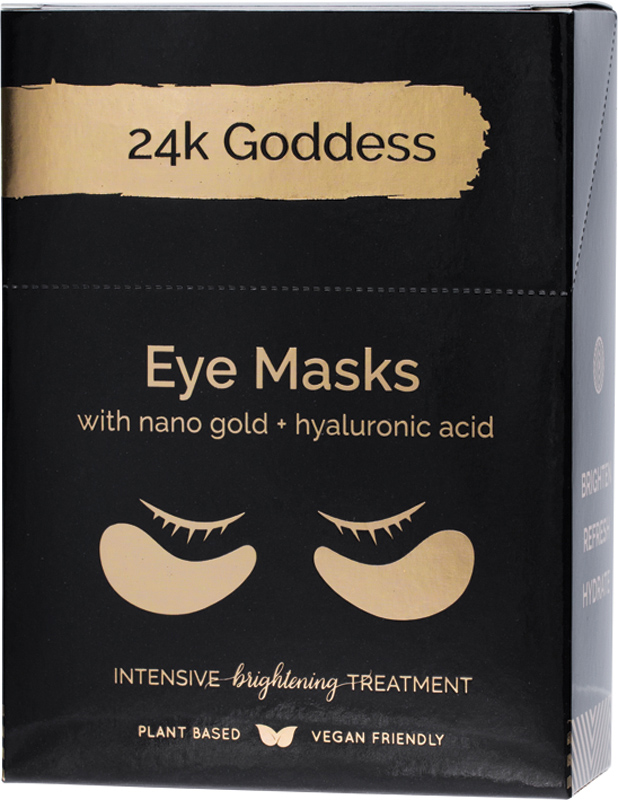 24k Goddess
Eye Masks
with nano gold + hyaluronic acid
INTENSIVE brightening TREATMENT
PLANT BASED VEGAN FRIENDLY
BRIGHTEN
REFRESH
HYDRATE